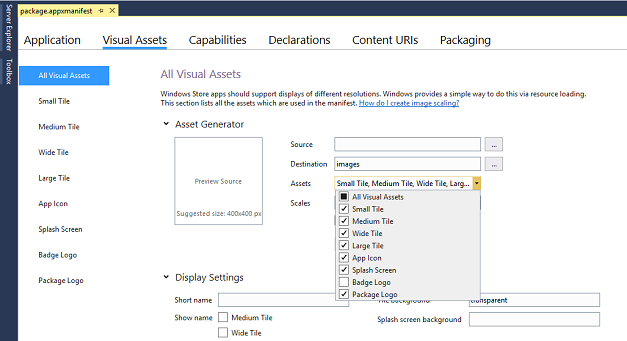 Server Explorer
Toolbox
package.appxmanifest
Application
Visual Assets
Capabilities
Declarations
Content URIs
Packaging
All Visual Assets
Small Tile
Medium Tile
Wide Tile
Large Tile
App Icon
Splash Screen
Badge Logo
Package Logo
All Visual Assets
Windows Store apps should support displays of different resolutions. Windows provides a simple way to do this via resource loading.
This section lists all the assets which are used in the manifest. How do I create image scaling?
Asset Generator
Preview Source
Suggested size: 400x400 px
Source
...
Destination
images
...
Assets
Small Tile, Medium Tile, Wide Tile, Larg...
Scales
All Visual Assets
Small Tile
Medium Tile
Wide Tile
Large Tile
App Icon
Splash Screen
Badge Logo
Package Logo
Display Settings
Short name
background
transparent
Show name
Medium Tile
Wide Tile
Splash screen background